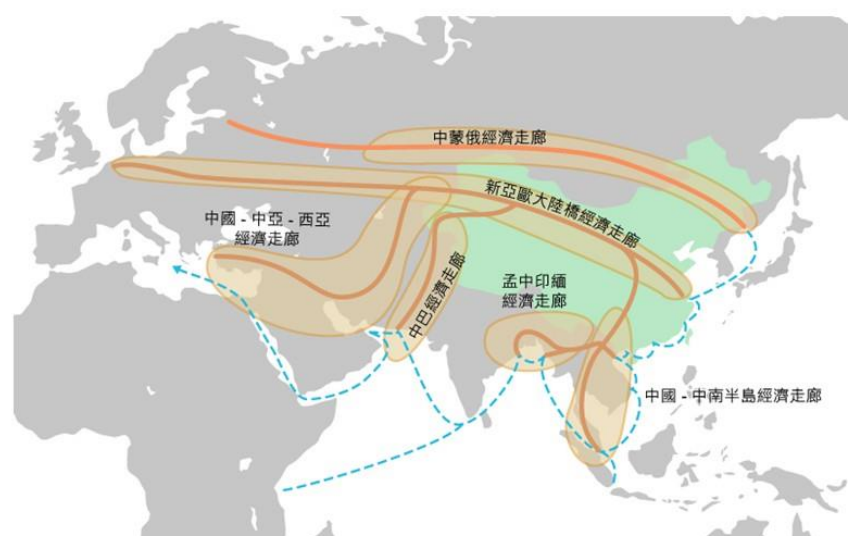 中蒙俄經濟走廊
新亞歐大陸橋經濟走廊
中國 - 中亞 - 西亞
經濟走廊
中巴經濟走廊
孟中印緬
經濟走廊
中國 - 中南半島經濟走廊